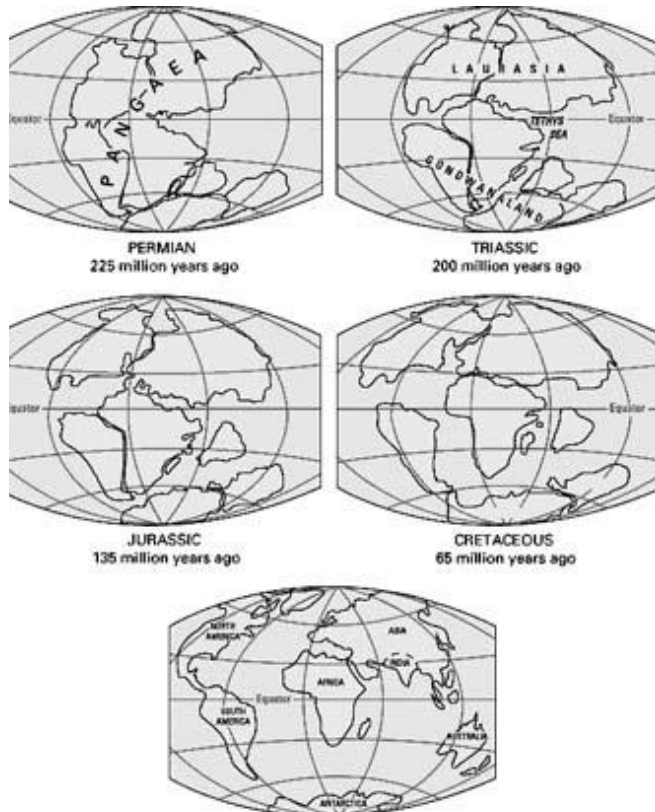 Equator
PANGAEA
PERMIAN
225 million years ago
LAURASIA
TETHYS
SEA
Equator
GONDWANALAND
TRIASSIC
200 million years ago
Equator
JURASSIC
135 million years ago
Equator
CRETACEOUS
65 million years ago
NORTH
AMERICA
ASIA
INDIA
AFRICA
Equator
SOUTH
AMERICA
AUSTRALIA
ANTARCTICA